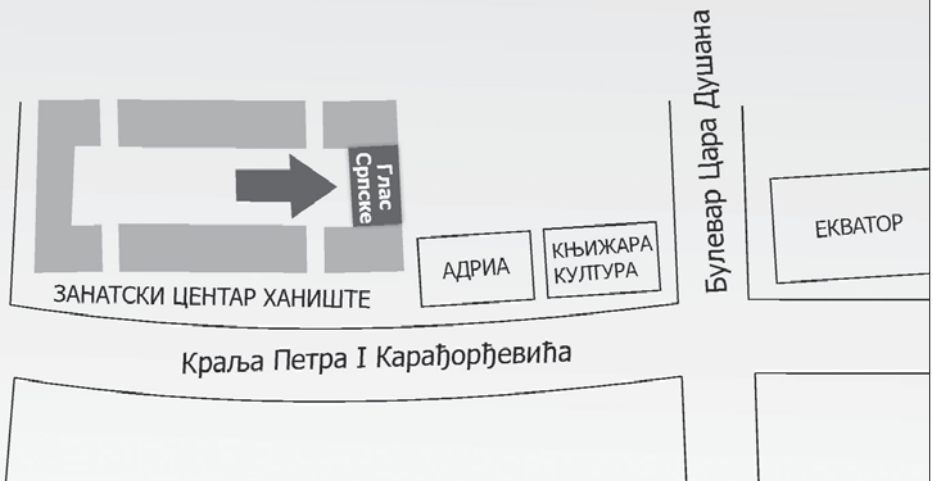 Булевар Цара Душана
Глас
Српске
ЕКВАТОР
АДРИА
КЊИЖАРА
КУЛТУРА
ЗАНАТСКИ ЦЕНТАР ХАНИШТЕ
Краља Петра I Карађорђевића